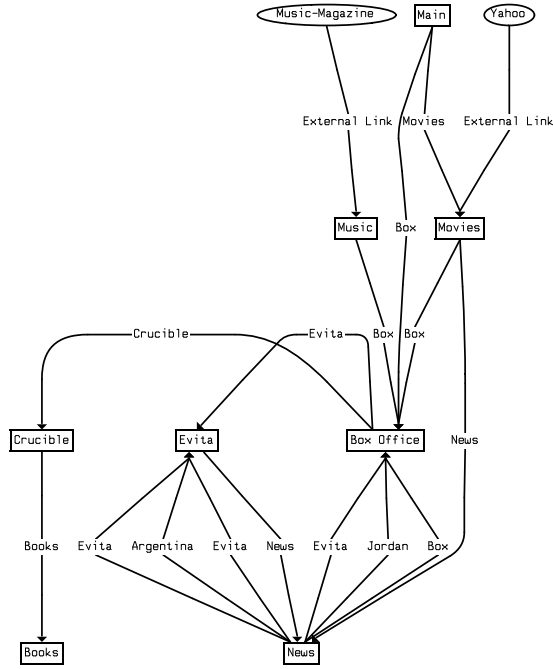 Music-Magazine Main Yahoo
External Link Movies External Link
Music Box Movies
Crucible Evita Box Box
Crucible Evita Box Office News
Books Evita Argentina Evita News Evita Jordan Box
Books News